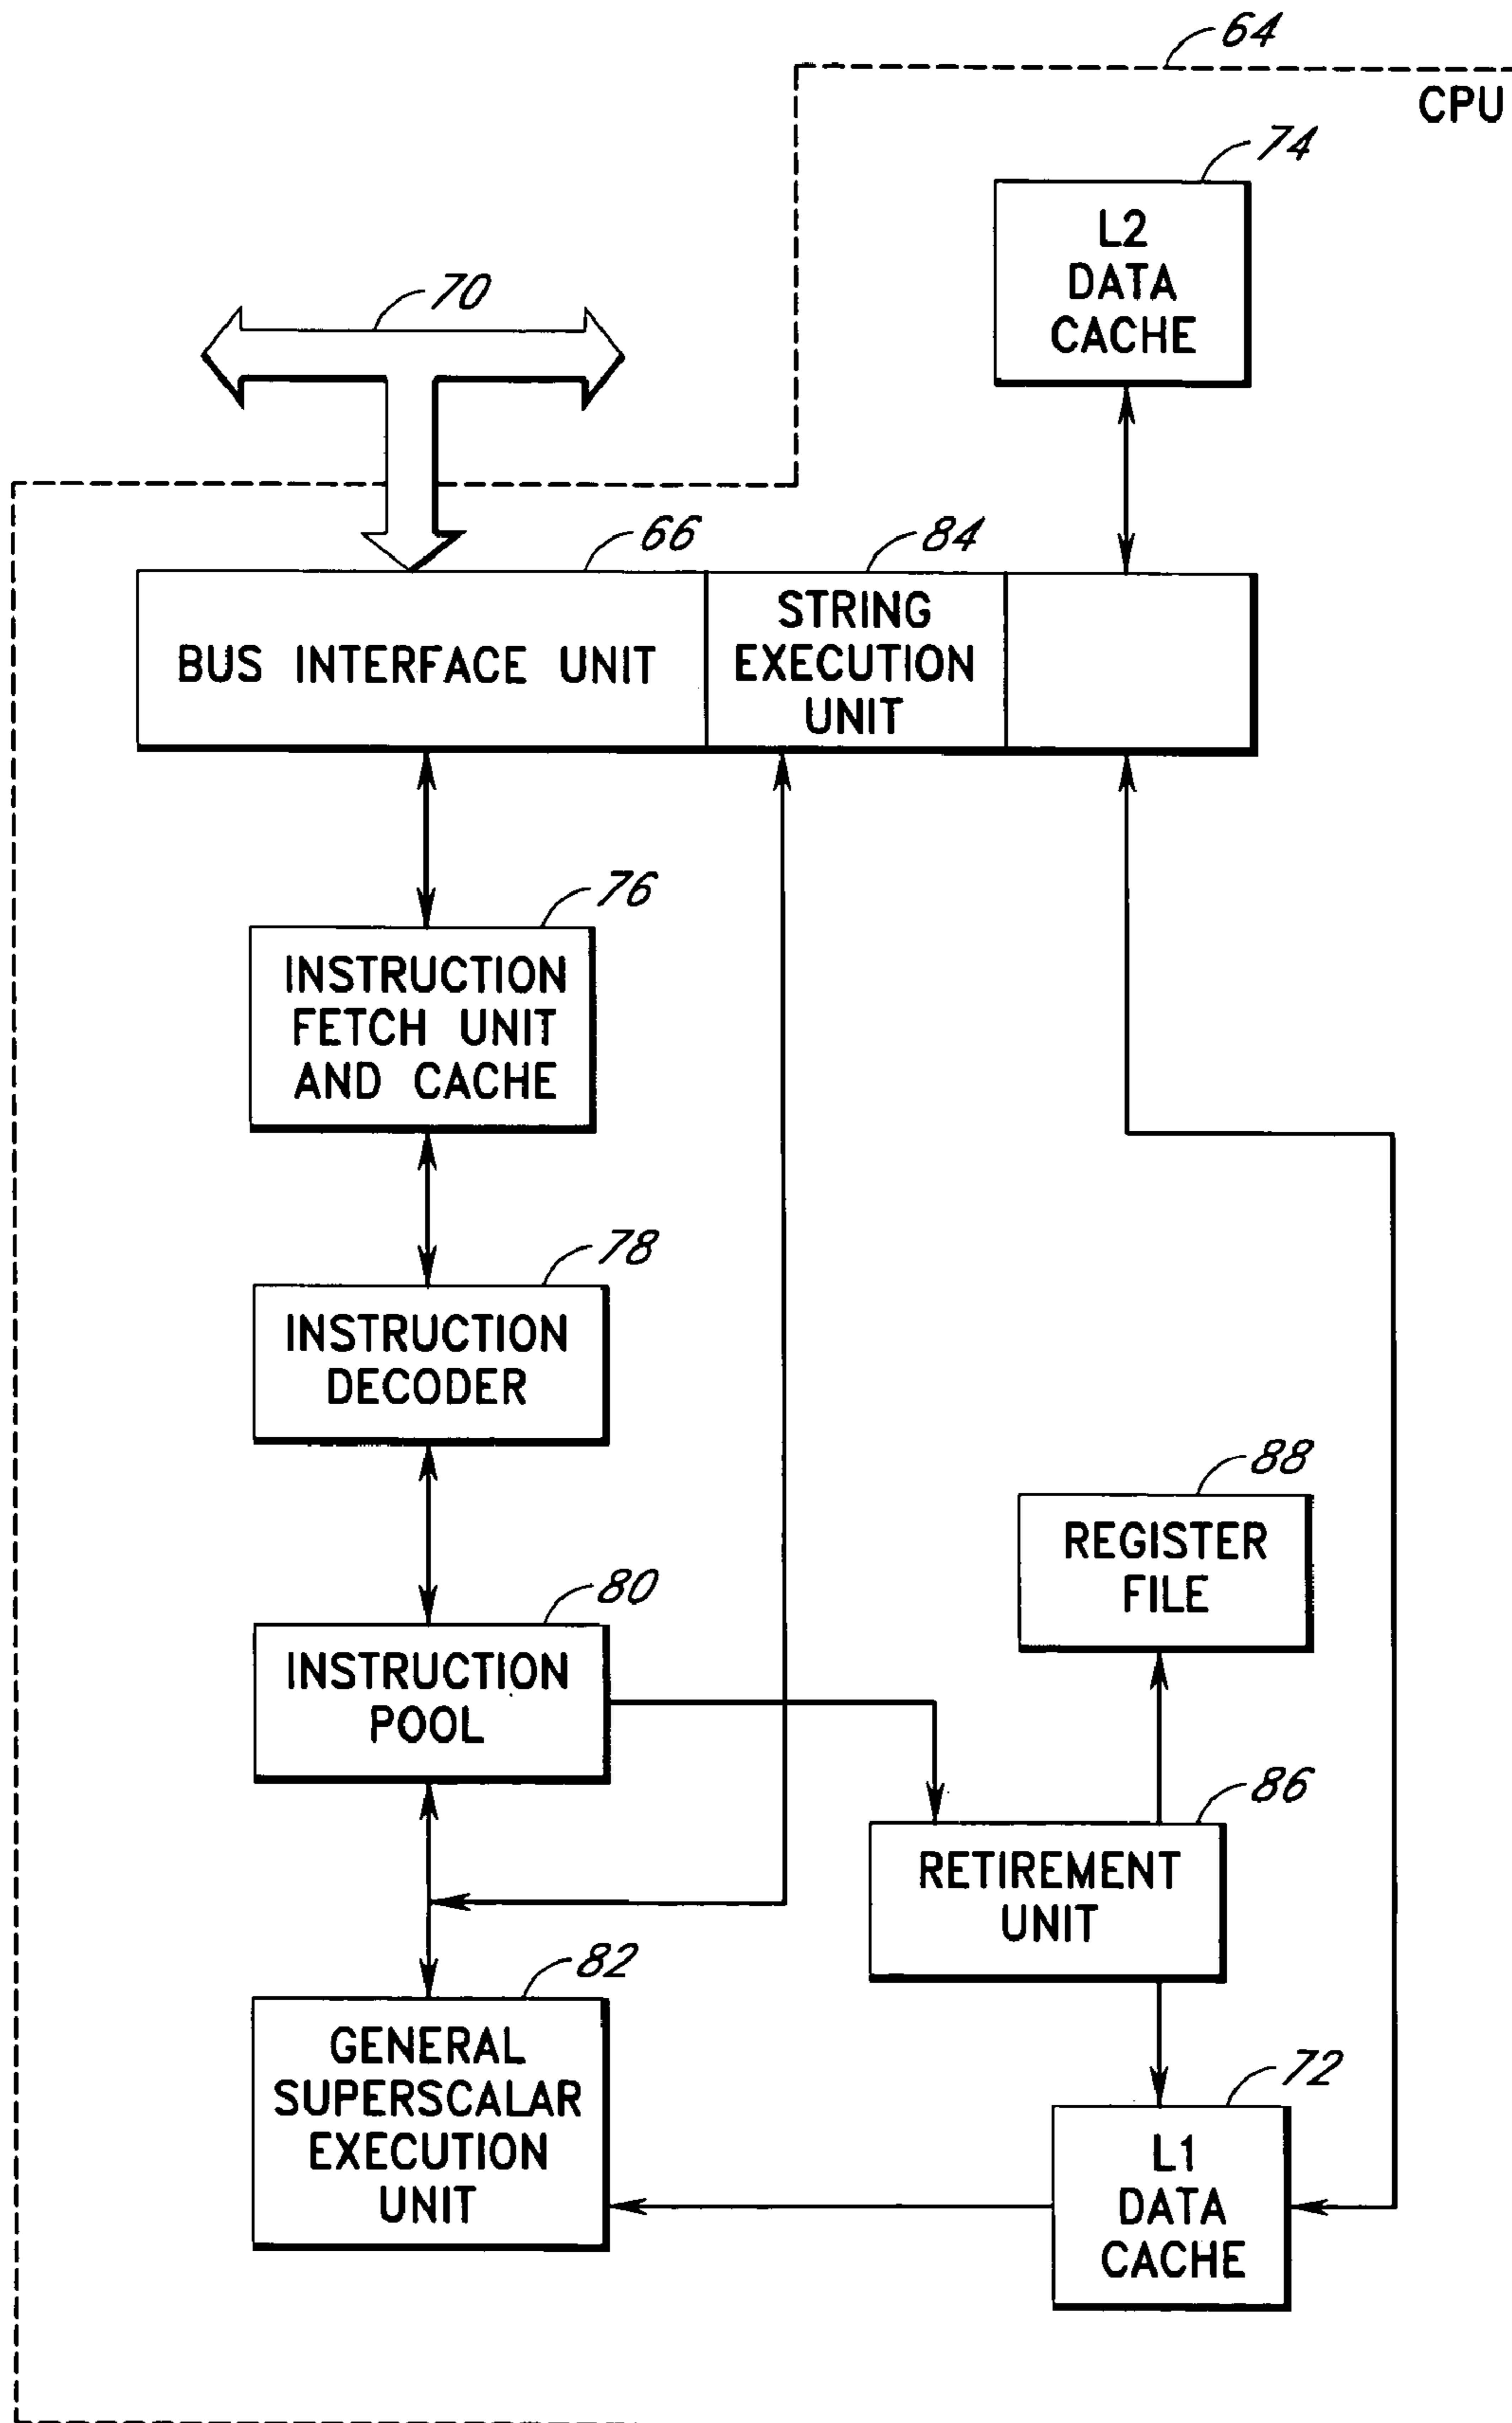 64
CPU
74
L2
DATA
CACHE
70
66
84
BUS INTERFACE UNIT
STRING
EXECUTION
UNIT
76
INSTRUCTION
FETCH UNIT
AND CACHE
78
INSTRUCTION
DECODER
88
REGISTER
FILE
80
INSTRUCTION
POOL
86
RETIREMENT
UNIT
82
GENERAL
SUPERSCALAR
EXECUTION
UNIT
72
L1
DATA
CACHE